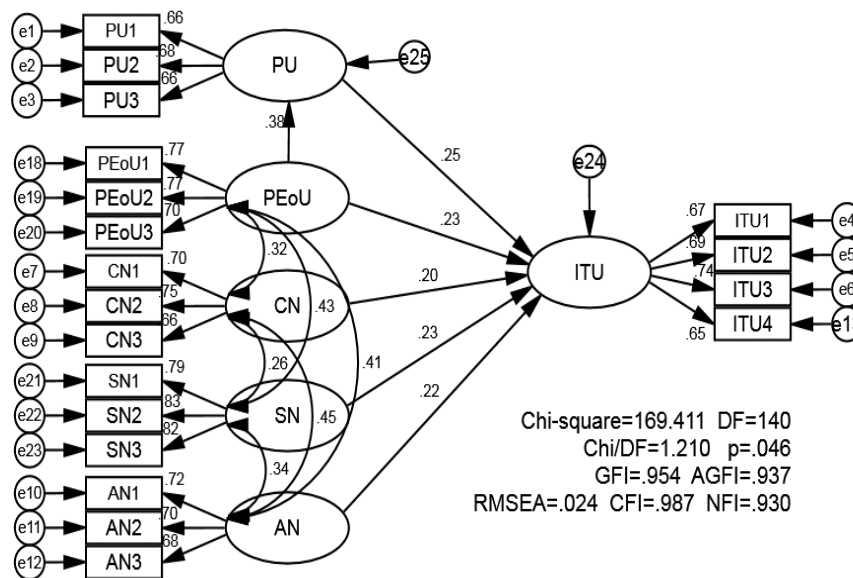 e1 PU1 .66
e2 PU2 .68
e3 PU3 .66
PU
e25
.38
e18 PEoU1 .77
e19 PEoU2 .77
e20 PEoU3 .70
PEoU
.32
e7 CN1 .70
e8 CN2 .75
e9 CN3 .66
CN
.43
.26
.41
e21 SN1 .79
e22 SN2 .83
e23 SN3 .82
SN
.45
.34
e10 AN1 .72
e11 AN2 .70
e12 AN3 .68
AN
.25
.23
.20
.23
.22
e24
ITU
.67 ITU1 e4
.69 ITU2 e5
.74 ITU3 e6
.65 ITU4
Chi-square=169.411 DF=140
Chi/DF=1.210 p=.046
GFI=.954 AGFI=.937
RMSEA=.024 CFI=.987 NFI=.930